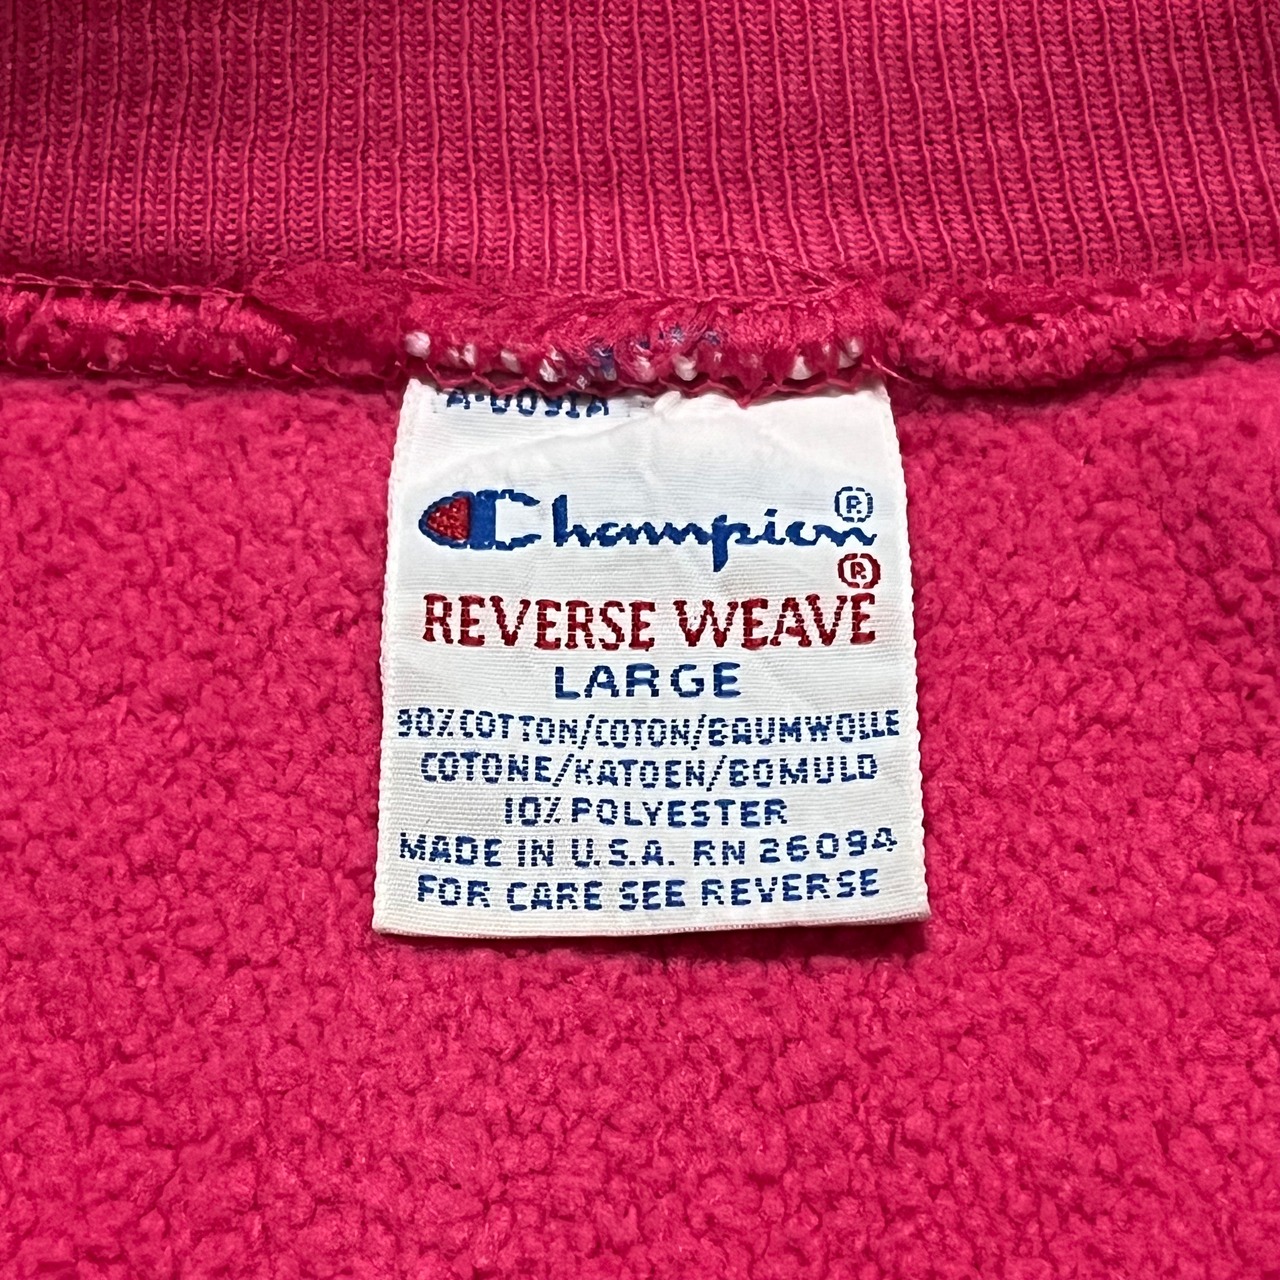 A-0091A
Champion®
®
REVERSE WEAVE
LARGE
90% COTTON/COTON/BAUMWOLLE
COTONE/KATOEN/BOMULD
10% POLYESTER
MADE IN U.S.A. RN 26094
FOR CARE SEE REVERSE